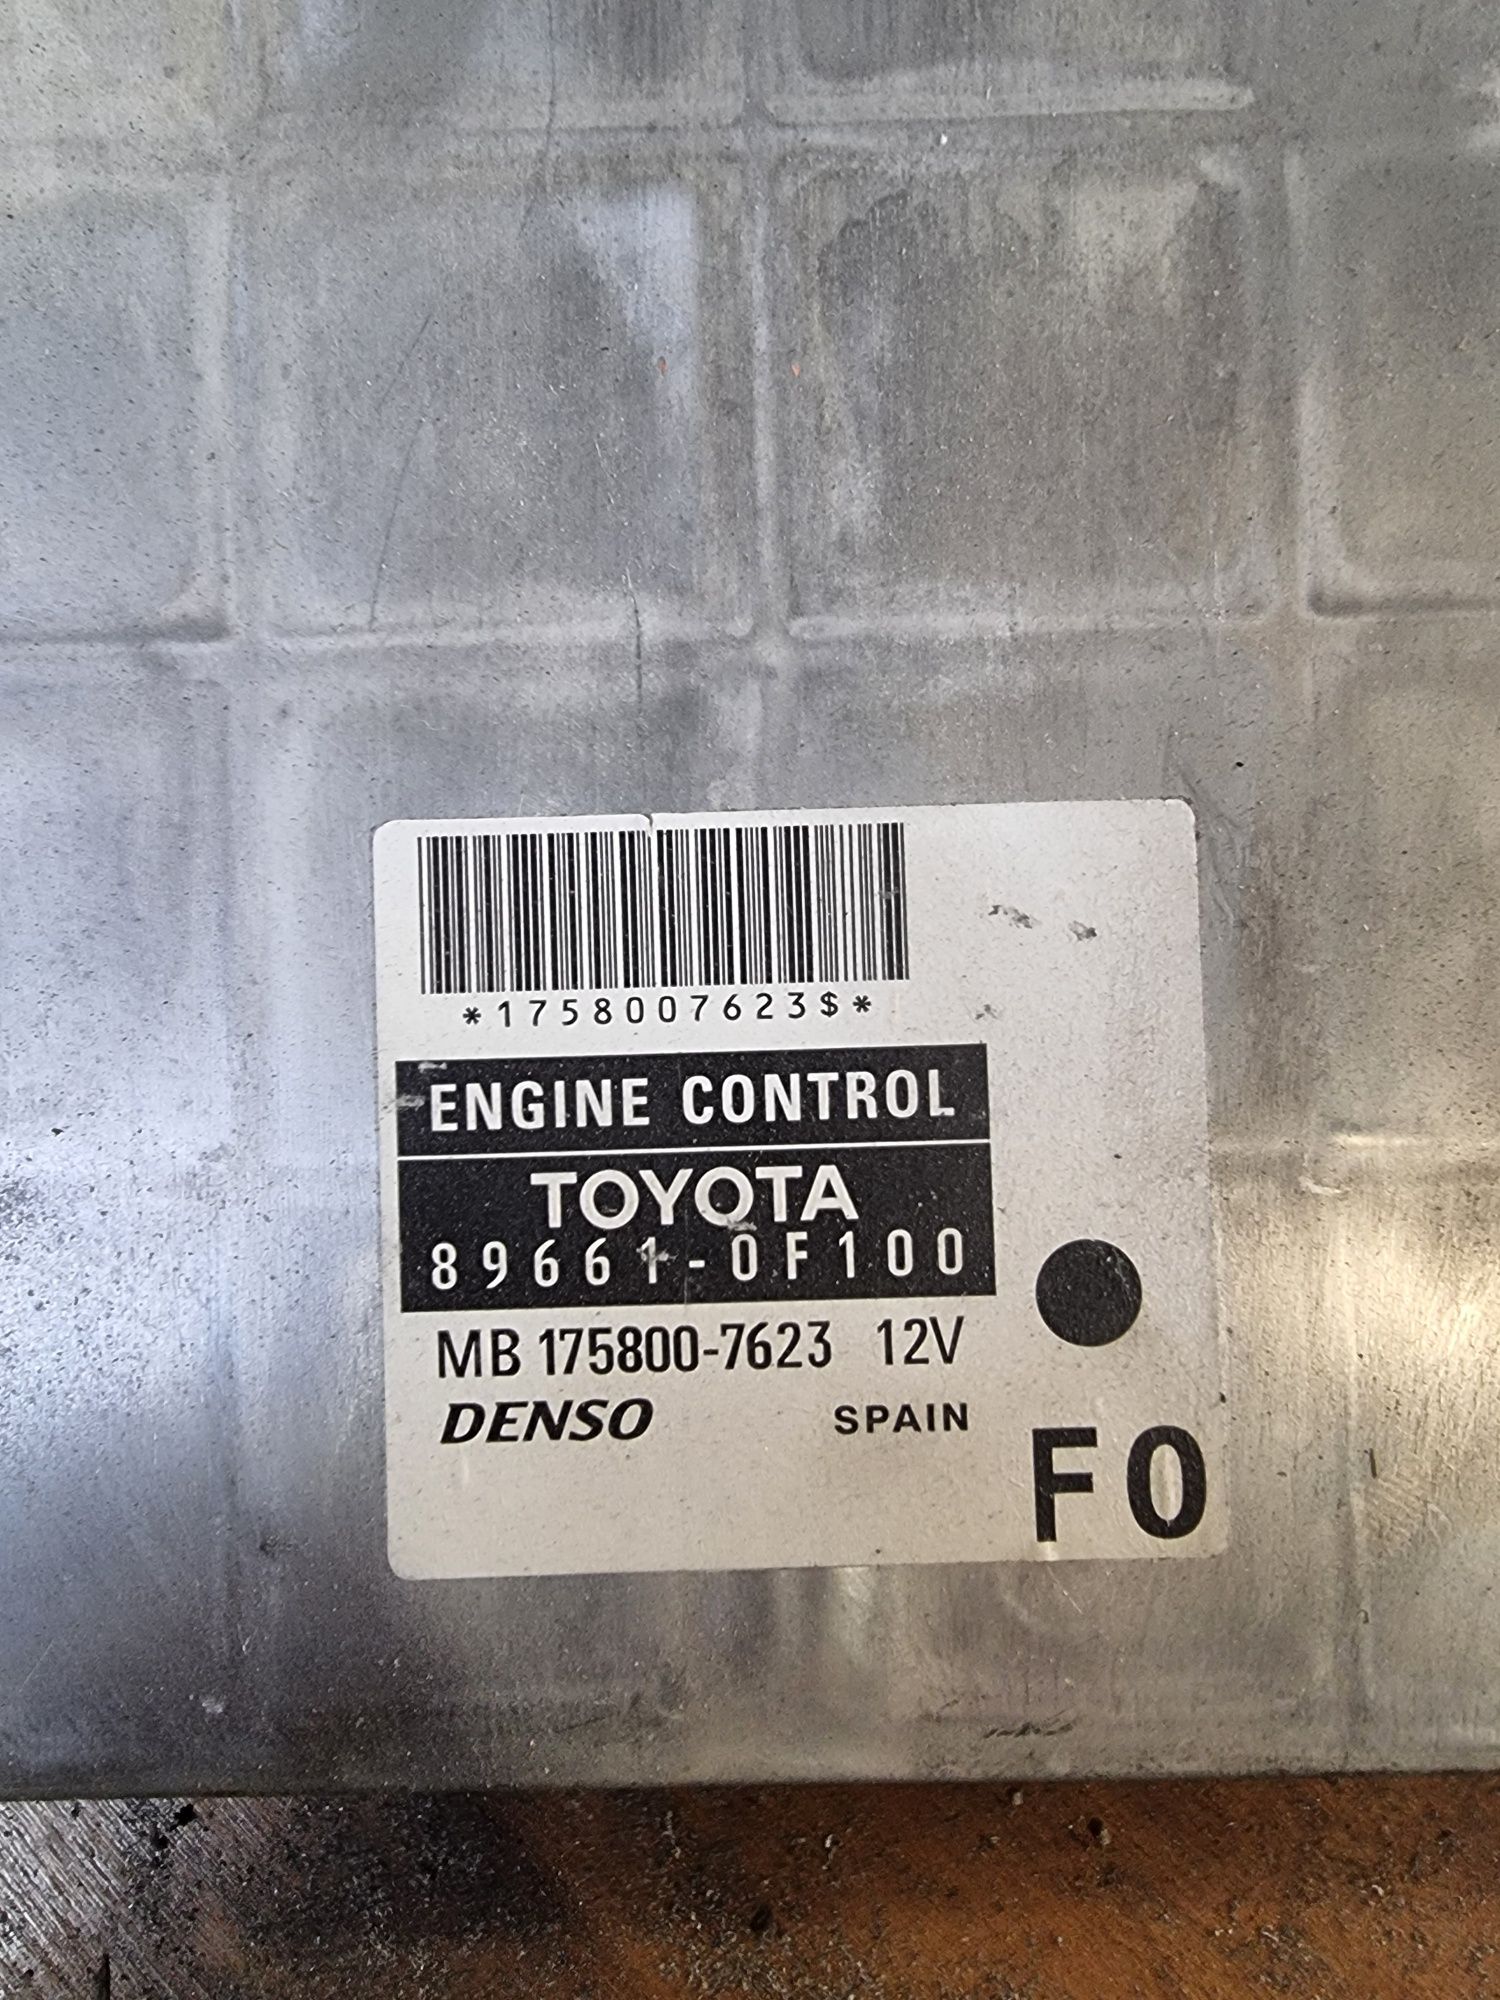 *1758007623$*
ENGINE CONTROL
TOYOTA
89661-0F100
MB 175800-7623 12V
DENSO SPAIN
F0